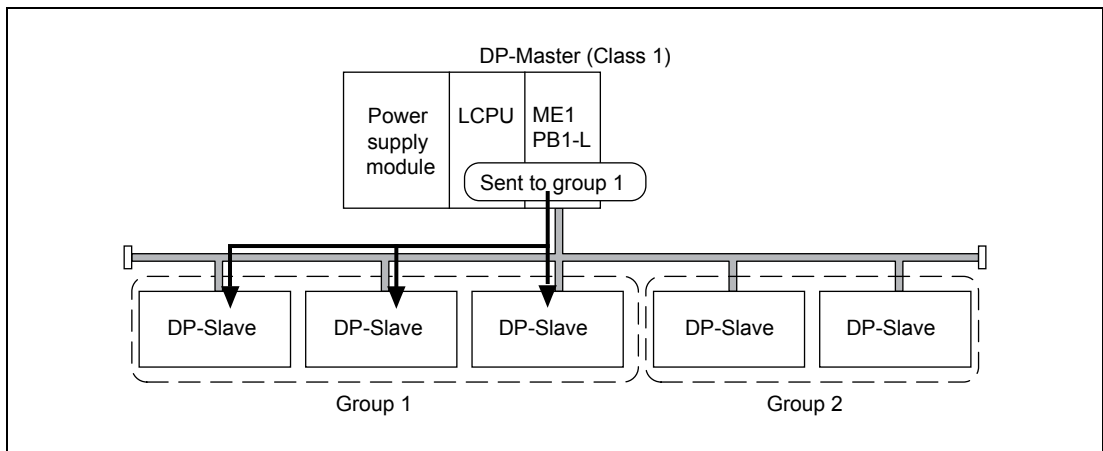 DP-Master (Class 1)
Power
supply
module
LCPU
ME1
PB1-L
Sent to group 1
DP-Slave
DP-Slave
DP-Slave
DP-Slave
DP-Slave
Group 1
Group 2